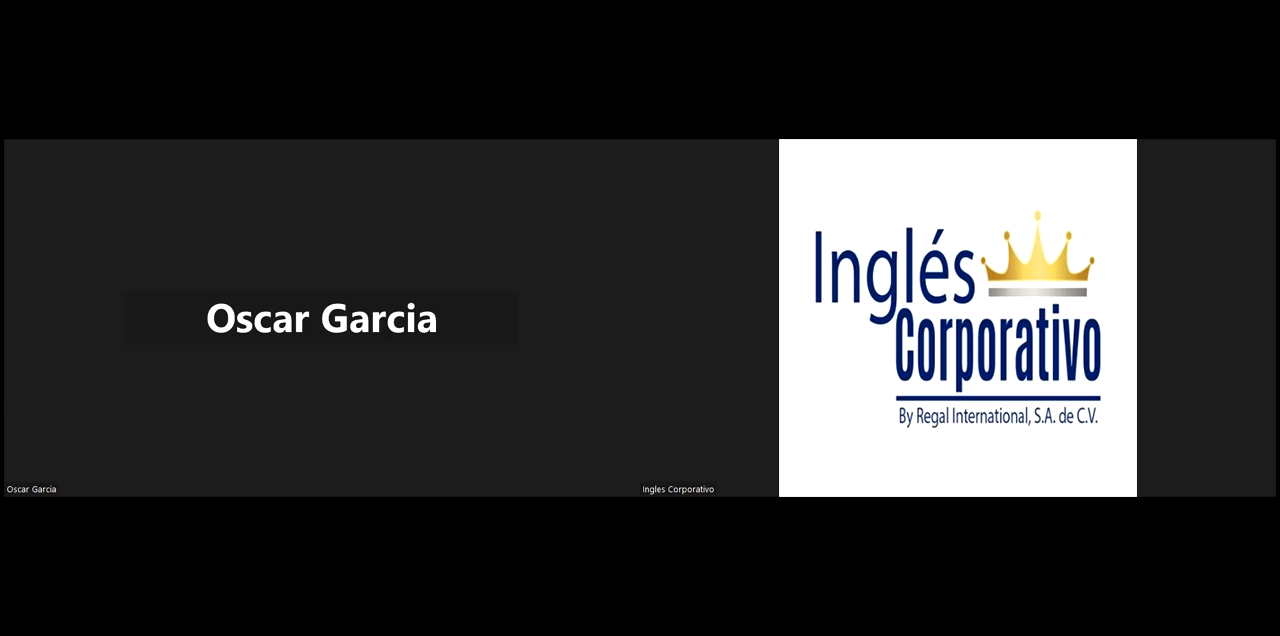 Oscar Garcia
Oscar Garcia
Inglés
Corporativo
By Regal International, S.A. de C.V.
Ingles Corporativo